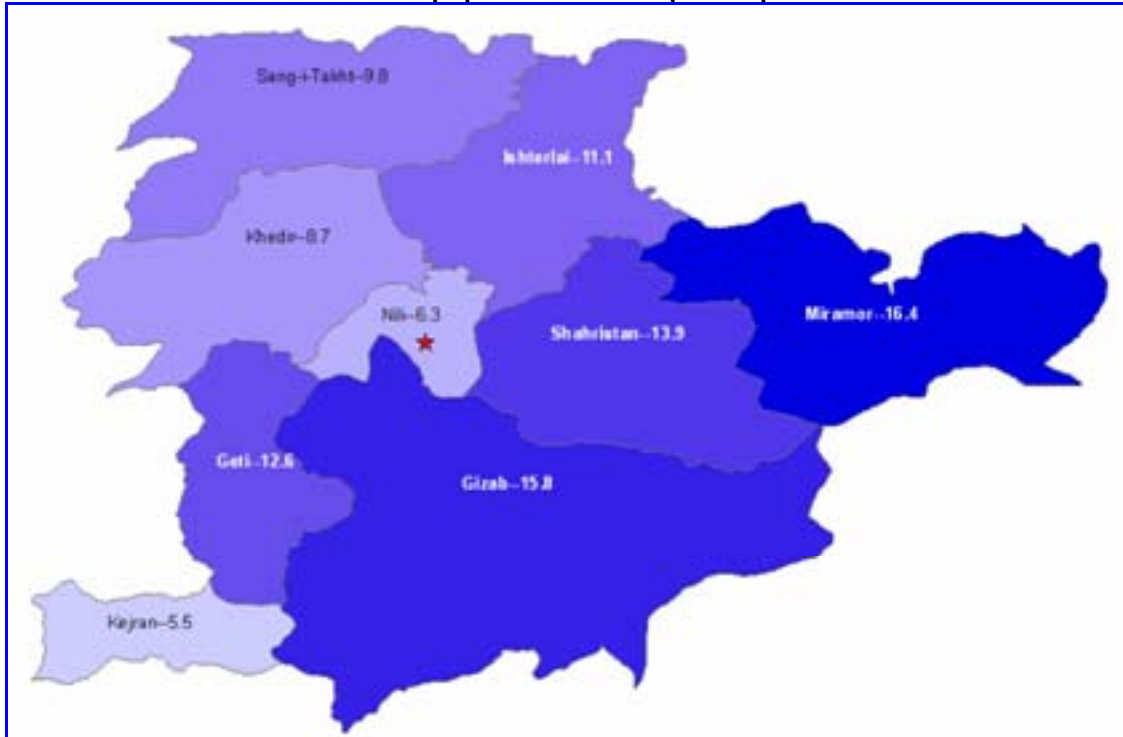 Sang-i-Takht--9.8
Ishterlai--11.1
Khedir--8.7
Nili--6.3
Miramor--16.4
Shahristan--13.9
Geti--12.6
Gizab--15.8
Kejran--5.5